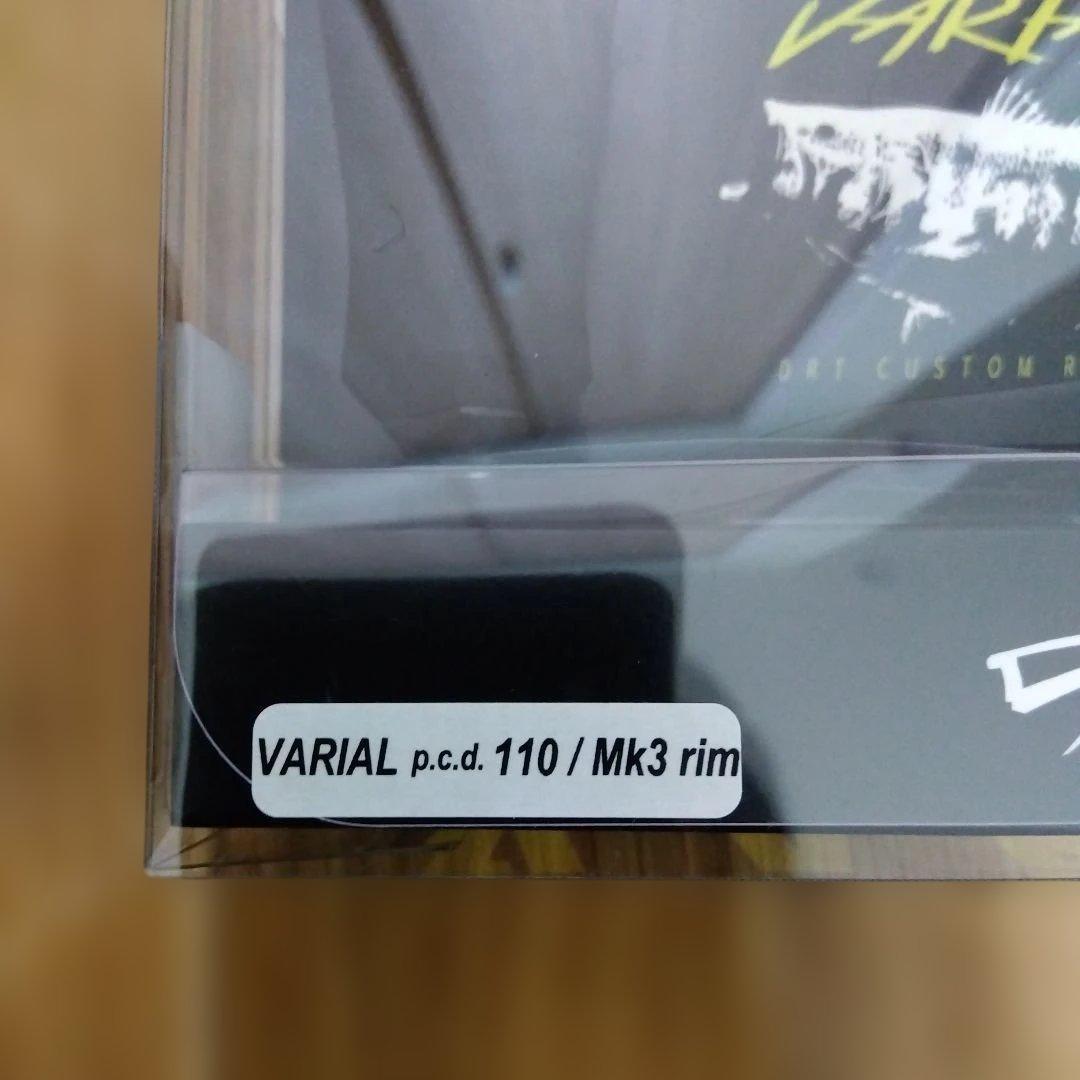 DRT CUSTOM R
VARIAL p.c.d. 110 / Mk3 rim